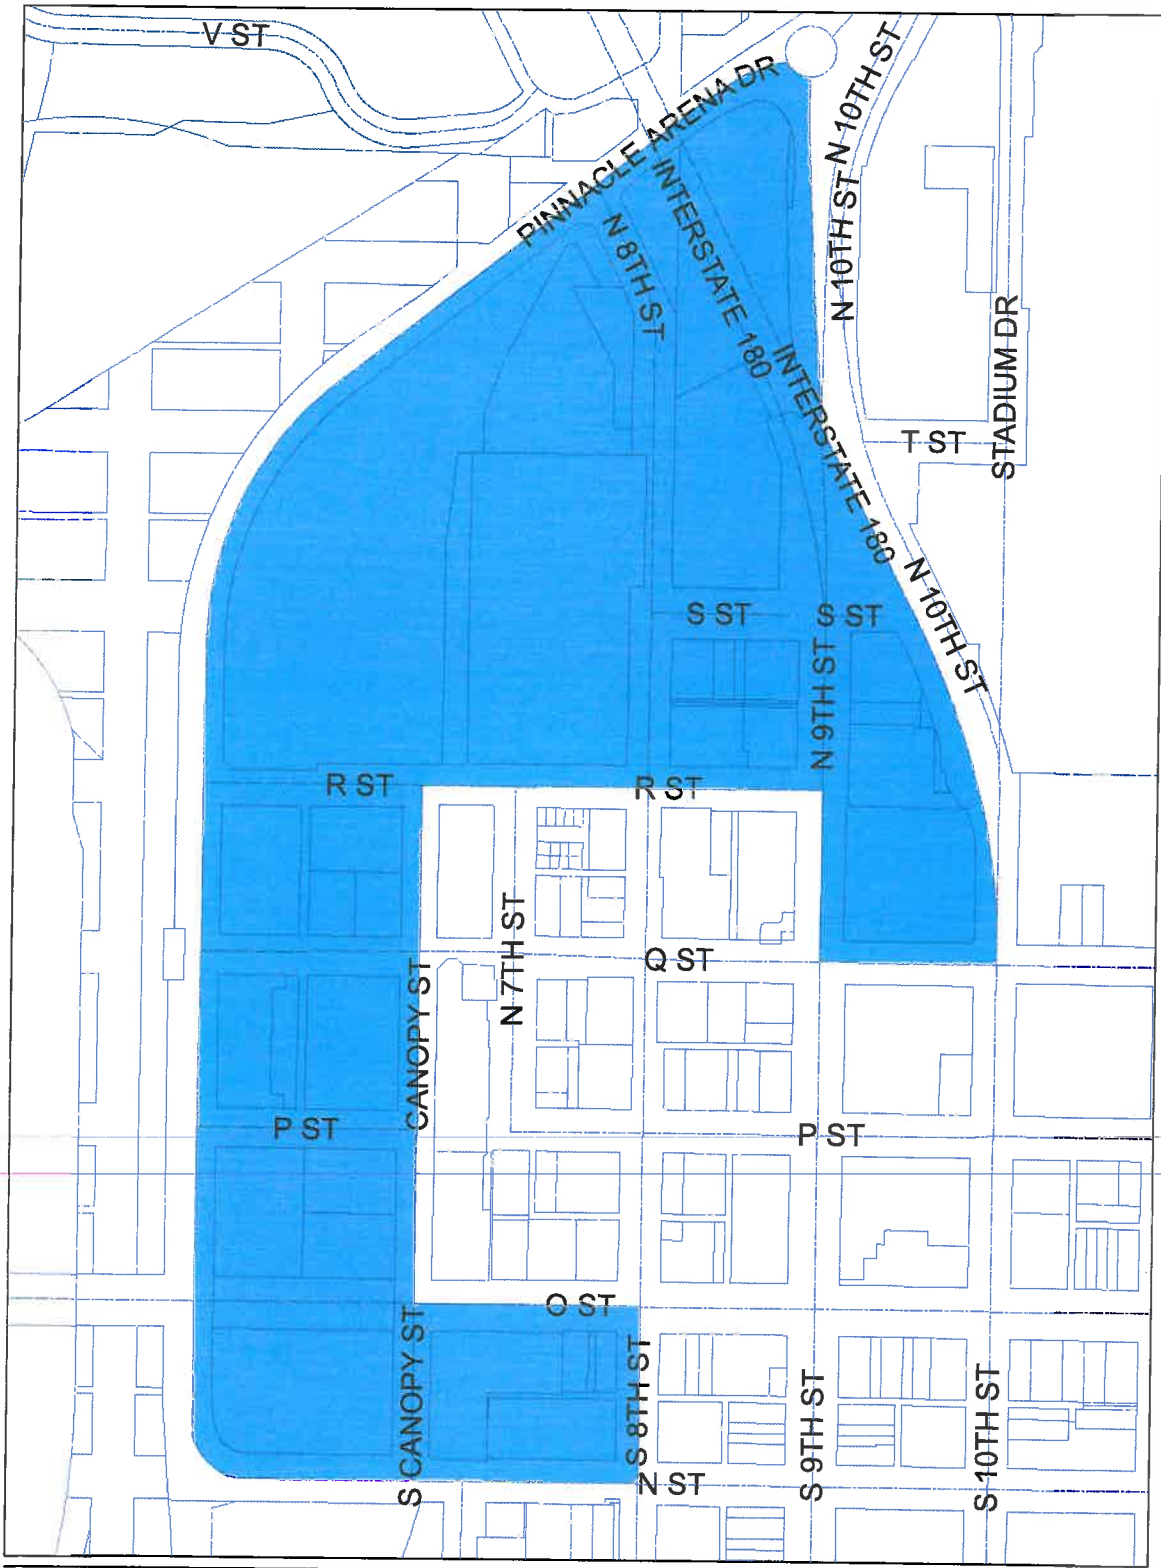 V ST
PINNACLE ARENA DR
N 10TH ST
N 10TH ST
N 8TH ST
INTERSTATE 180
INTERSTATE 180
N 10TH ST
STADIUM DR
T ST
N 10TH ST
S ST
S ST
N 9TH ST
R ST
R ST
N 7TH ST
Q ST
CANOPY ST
P ST
P ST
O ST
S CANOPY ST
S 8TH ST
S 9TH ST
S 10TH ST
N ST